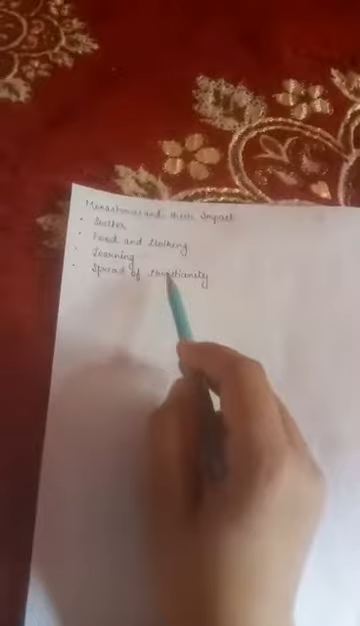 Monasteries and their Impact
Shelter
Food and Clothing
Learning
Spread of Christianity